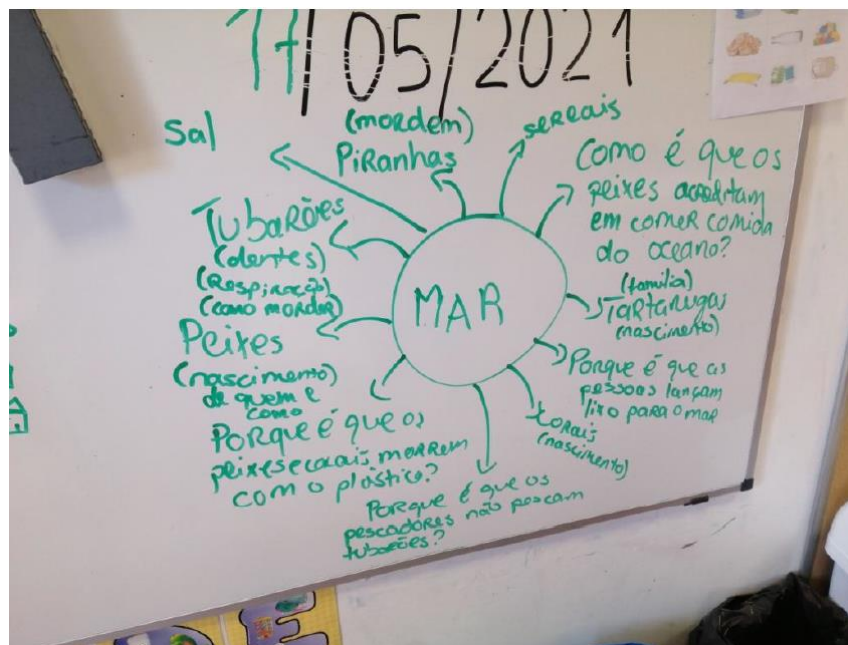 17/05/2021
Sal
(mordem)
PiRanhas
seReais
Como é que os
peixes acreditam
em comer comida
do oceano?
(família)
TaRtaRugas
(nascimento)
Porque é que as
pessoas lançam
lixo para o mar
corais
(nascimento)
PoRque é que os
pescadores não pescam
tubarões?
PoRque é que os
peixes e corais moRRem
com o plástico?
Peixes
(nascimento)
de quem e
como
TubaRões
(dentes)
(Respiração)
(como morder)
MAR